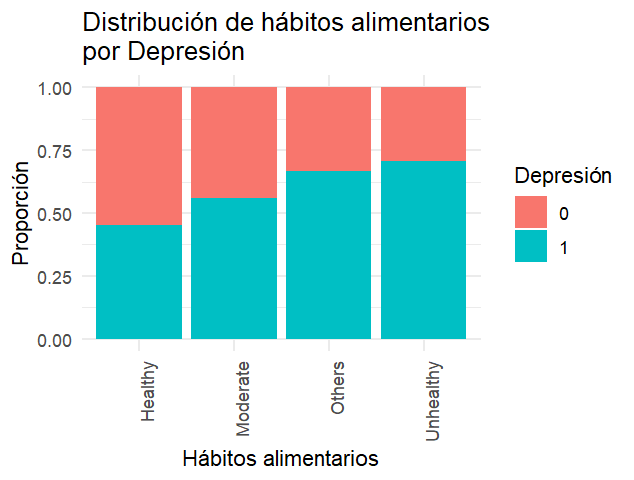 Distribución de hábitos alimentarios
por Depresión
Proporción
1.00
0.75
0.50
0.25
0.00
Healthy
Moderate
Others
Unhealthy
Hábitos alimentarios
Depresión
0
1